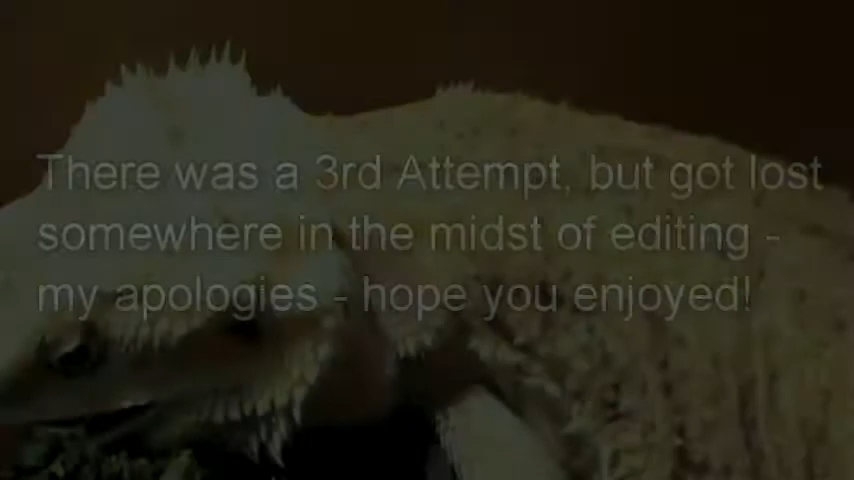 There was a 3rd Attempt, but got lost
somewhere in the midst of editing -
my apologies - hope you enjoyed!